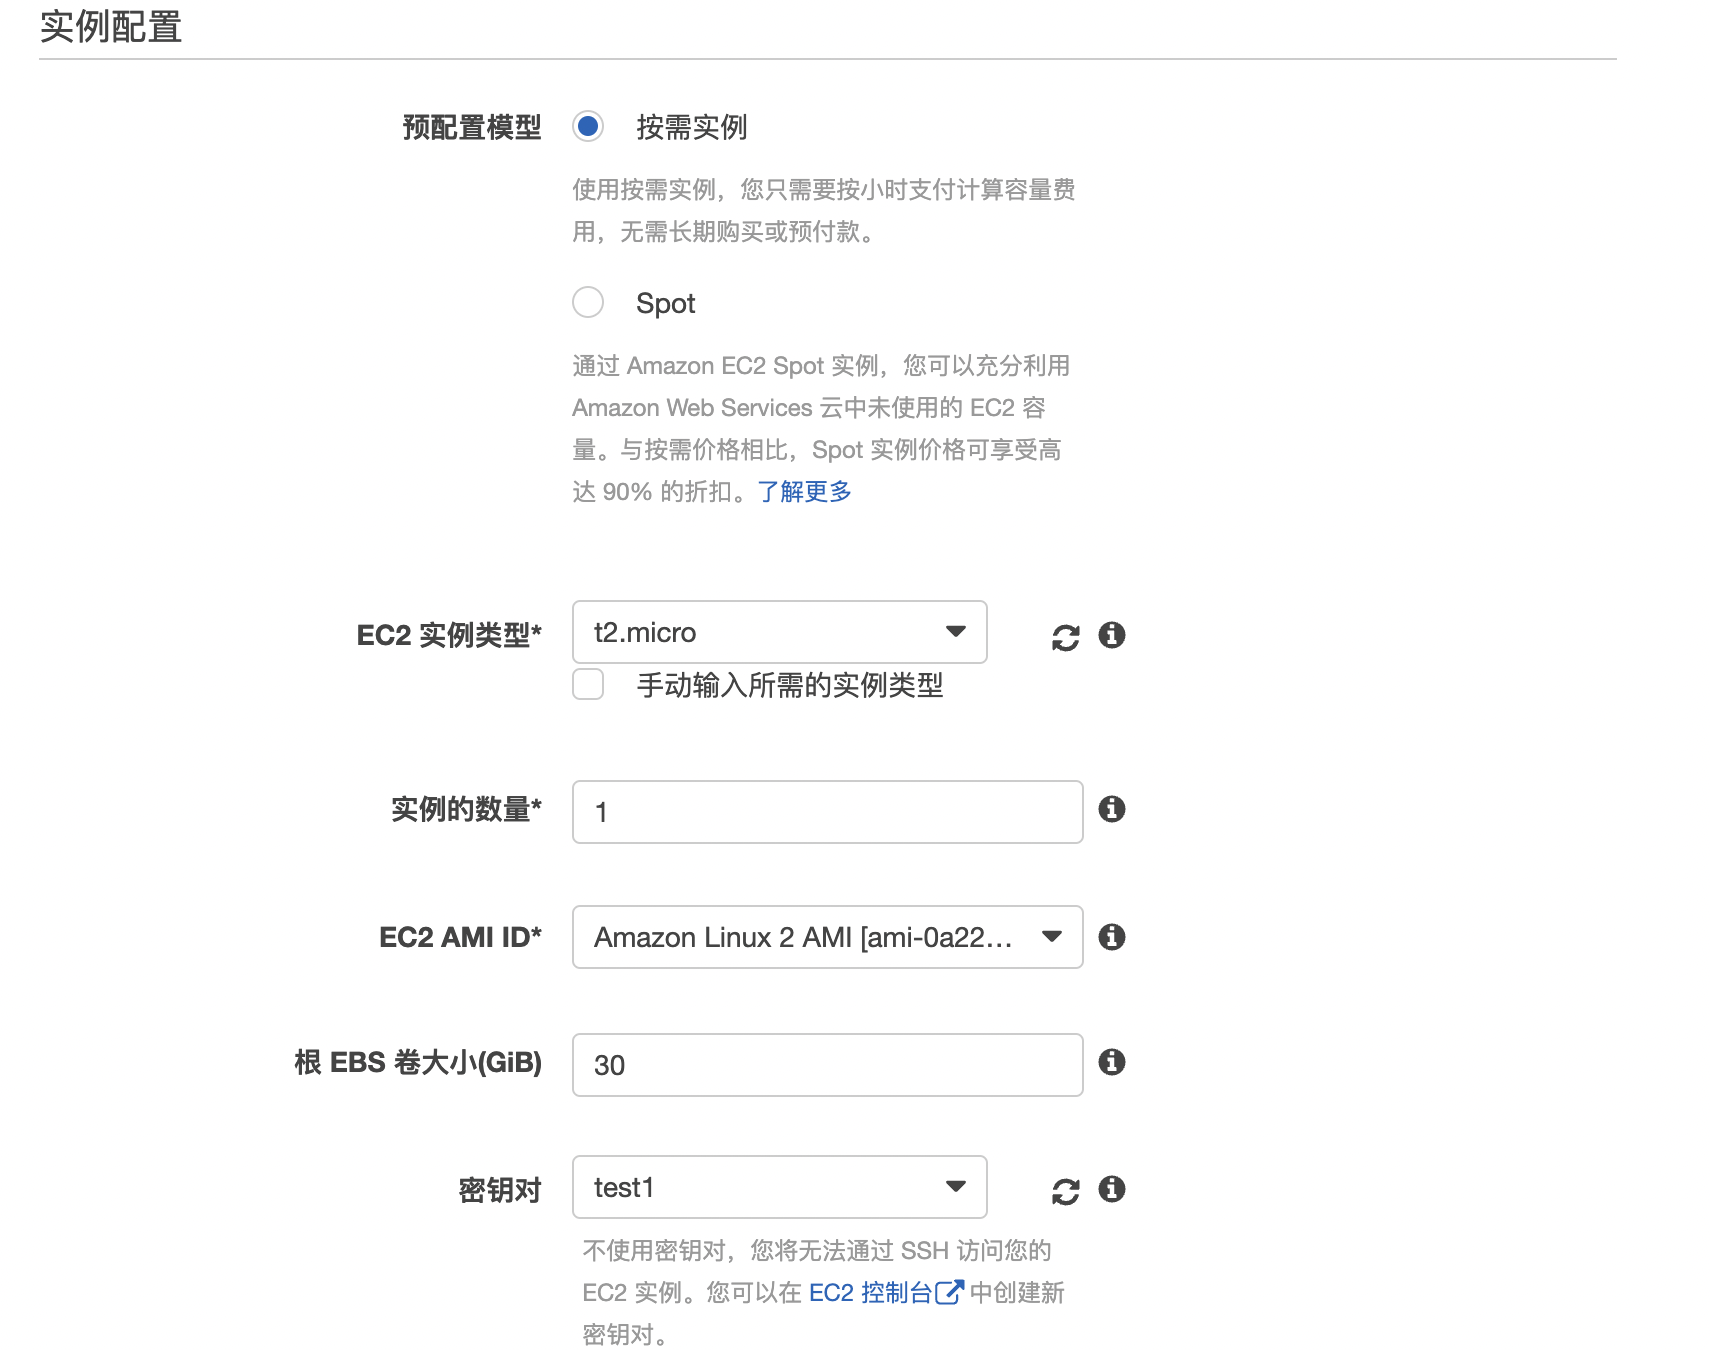 实例配置
预配置模型
按需实例
使用按需实例，您只需要按小时支付计算容量费
用，无需长期购买或预付款。
Spot
通过 Amazon EC2 Spot 实例，您可以充分利用
Amazon Web Services 云中未使用的 EC2 容
量。与按需价格相比，Spot 实例价格可享受高
达 90% 的折扣。了解更多
EC2 实例类型*
t2.micro
手动输入所需的实例类型
实例的数量*
1
EC2 AMI ID*
Amazon Linux 2 AMI [ami-0a22...
根 EBS 卷大小(GiB)
30
密钥对
test1
不使用密钥对，您将无法通过 SSH 访问您的
EC2 实例。您可以在 EC2 控制台 中创建新
密钥对。